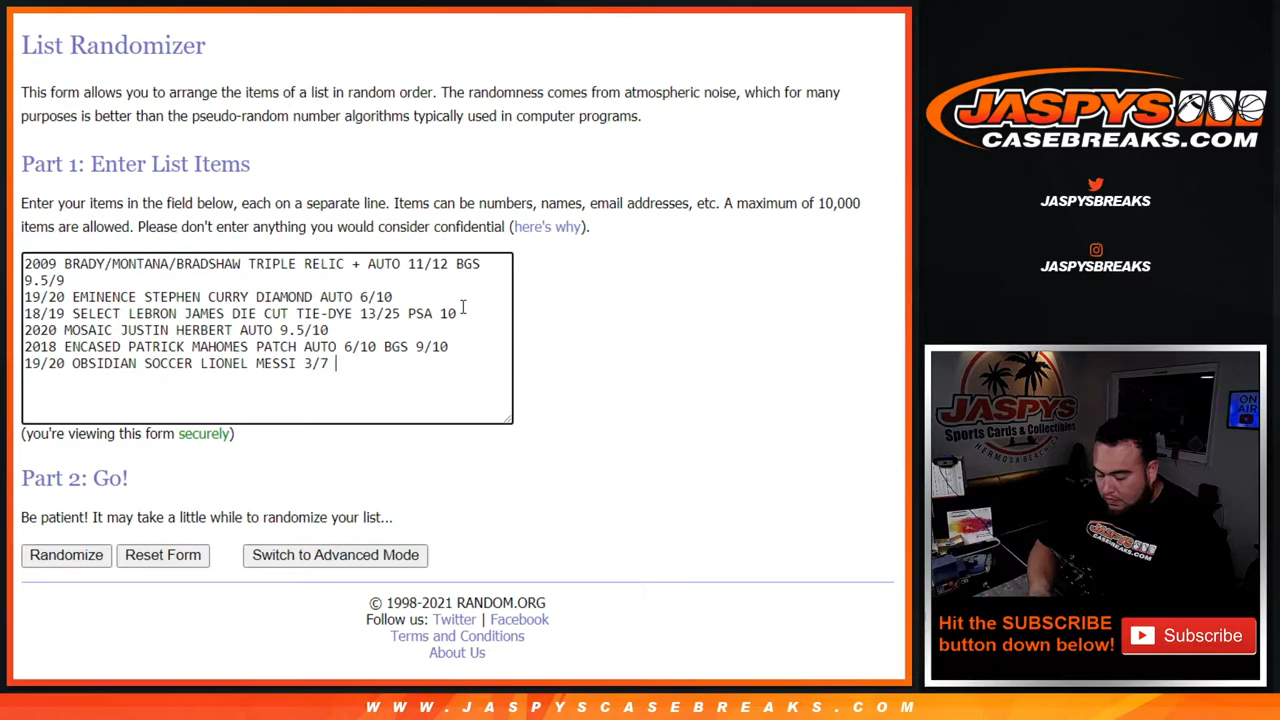 List Randomizer
This form allows you to arrange the items of a list in random order. The randomness comes from atmospheric noise, which for many
purposes is better than the pseudo-random number algorithms typically used in computer programs.
Part 1: Enter List Items
Enter your items in the field below, each on a separate line. Items can be numbers, names, email addresses, etc. A maximum of 10,000
items are allowed. Please don't enter anything you would consider confidential (here's why).
2009 BRADY/MONTANA/BRADSHAW TRIPLE RELIC + AUTO 11/12 BGS
9.5/9
19/20 EMINENCE STEPHEN CURRY DIAMOND AUTO 6/10
18/19 SELECT LEBRON JAMES DIE CUT TIE-DYE 13/25 PSA 10
2020 MOSAIC JUSTIN HERBERT AUTO 9.5/10
2018 ENCASED PATRICK MAHOMES PATCH AUTO 6/10 BGS 9/10
19/20 OBSIDIAN SOCCER LIONEL MESSI 3/7
(you're viewing this form securely)
Part 2: Go!
Be patient! It may take a little while to randomize your list...
Randomize
Reset Form
Switch to Advanced Mode
© 1998-2021 RANDOM.ORG
Follow us: Twitter | Facebook
Terms and Conditions
About Us
JASPYS
CASEBREAKS.COM
JASPYSBREAKS
JASPYSBREAKS
JASPYS
Sports Cards & Collectibles
HERMOSA BEACH, CA
ON
AIR
JASPYS
CASEBREAKS.COM
Hit the SUBSCRIBE
button down below!
Subscribe
WWW.JASPYSCASEBREAKS.COM